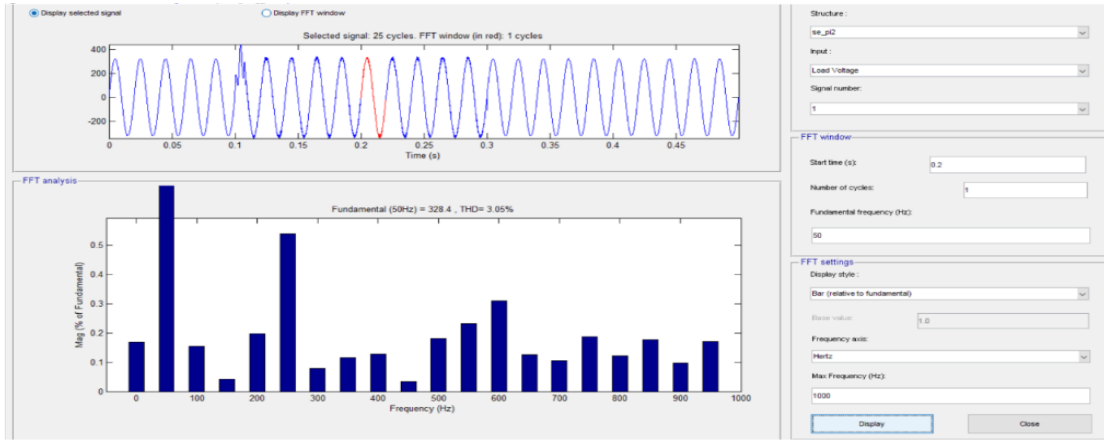 Display selected signal
Display FFT window
Selected signal: 25 cycles. FFT window (in red): 1 cycles
400
200
0
-200
0
0.05
0.1
0.15
0.2
0.25
0.3
0.35
0.4
0.45
Time (s)
FFT analysis
Fundamental (50Hz) = 328.4 , THD= 3.05%
0.5
0.4
0.3
0.2
0.1
0
Mag (% of Fundamental)
0
100
200
300
400
500
600
700
800
900
1000
Frequency (Hz)
Structure :
se_pi2
Input :
Load Voltage
Signal number:
1
FFT window
Start time (s):
0.2
Number of cycles:
1
Fundamental frequency (Hz):
50
FFT settings
Display style :
Bar (relative to fundamental)
Base value:
1.0
Frequency axis:
Hertz
Max Frequency (Hz):
1000
Display
Close